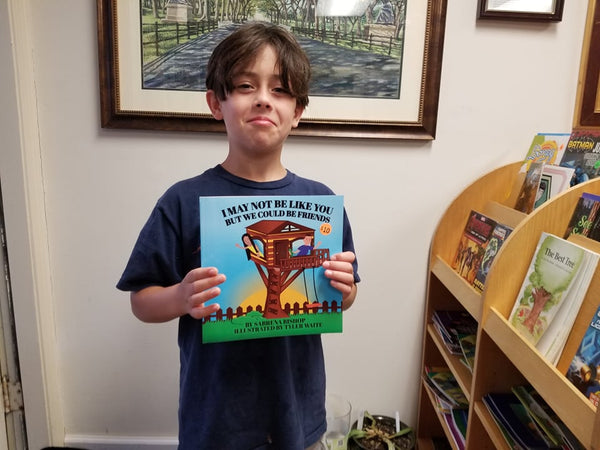 I MAY NOT BE LIKE YOU
BUT WE COULD BE FRIENDS
$10
BY SABRENA BISHOP
ILLUSTRATED BY TYLER WAITE
BATMAN
The Best Tree